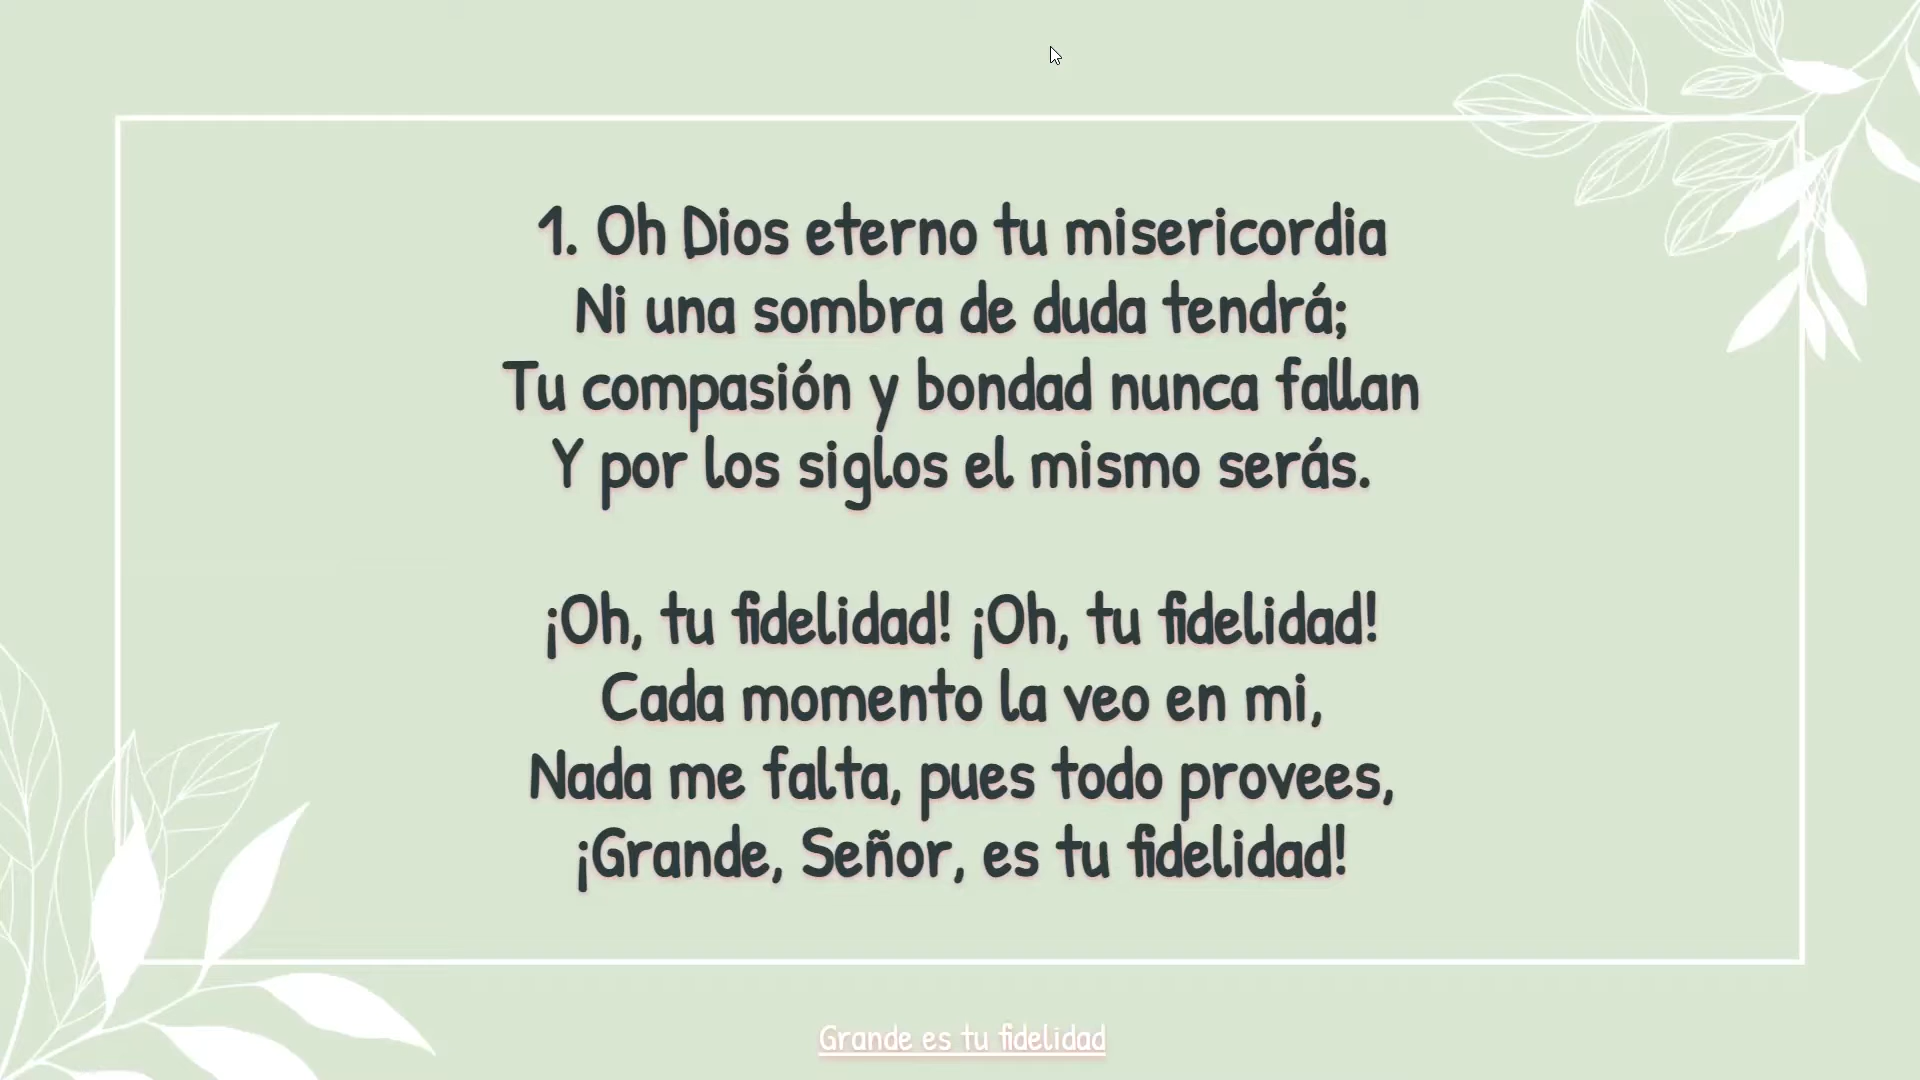 1. Oh Dios eterno tu misericordia
Ni una sombra de duda tendrá;
Tu compasión y bondad nunca fallan
Y por los siglos el mismo serás.
¡Oh, tu fidelidad! ¡Oh, tu fidelidad!
Cada momento la veo en mi,
Nada me falta, pues todo provees,
¡Grande, Señor, es tu fidelidad!
Grande es tu fidelidad